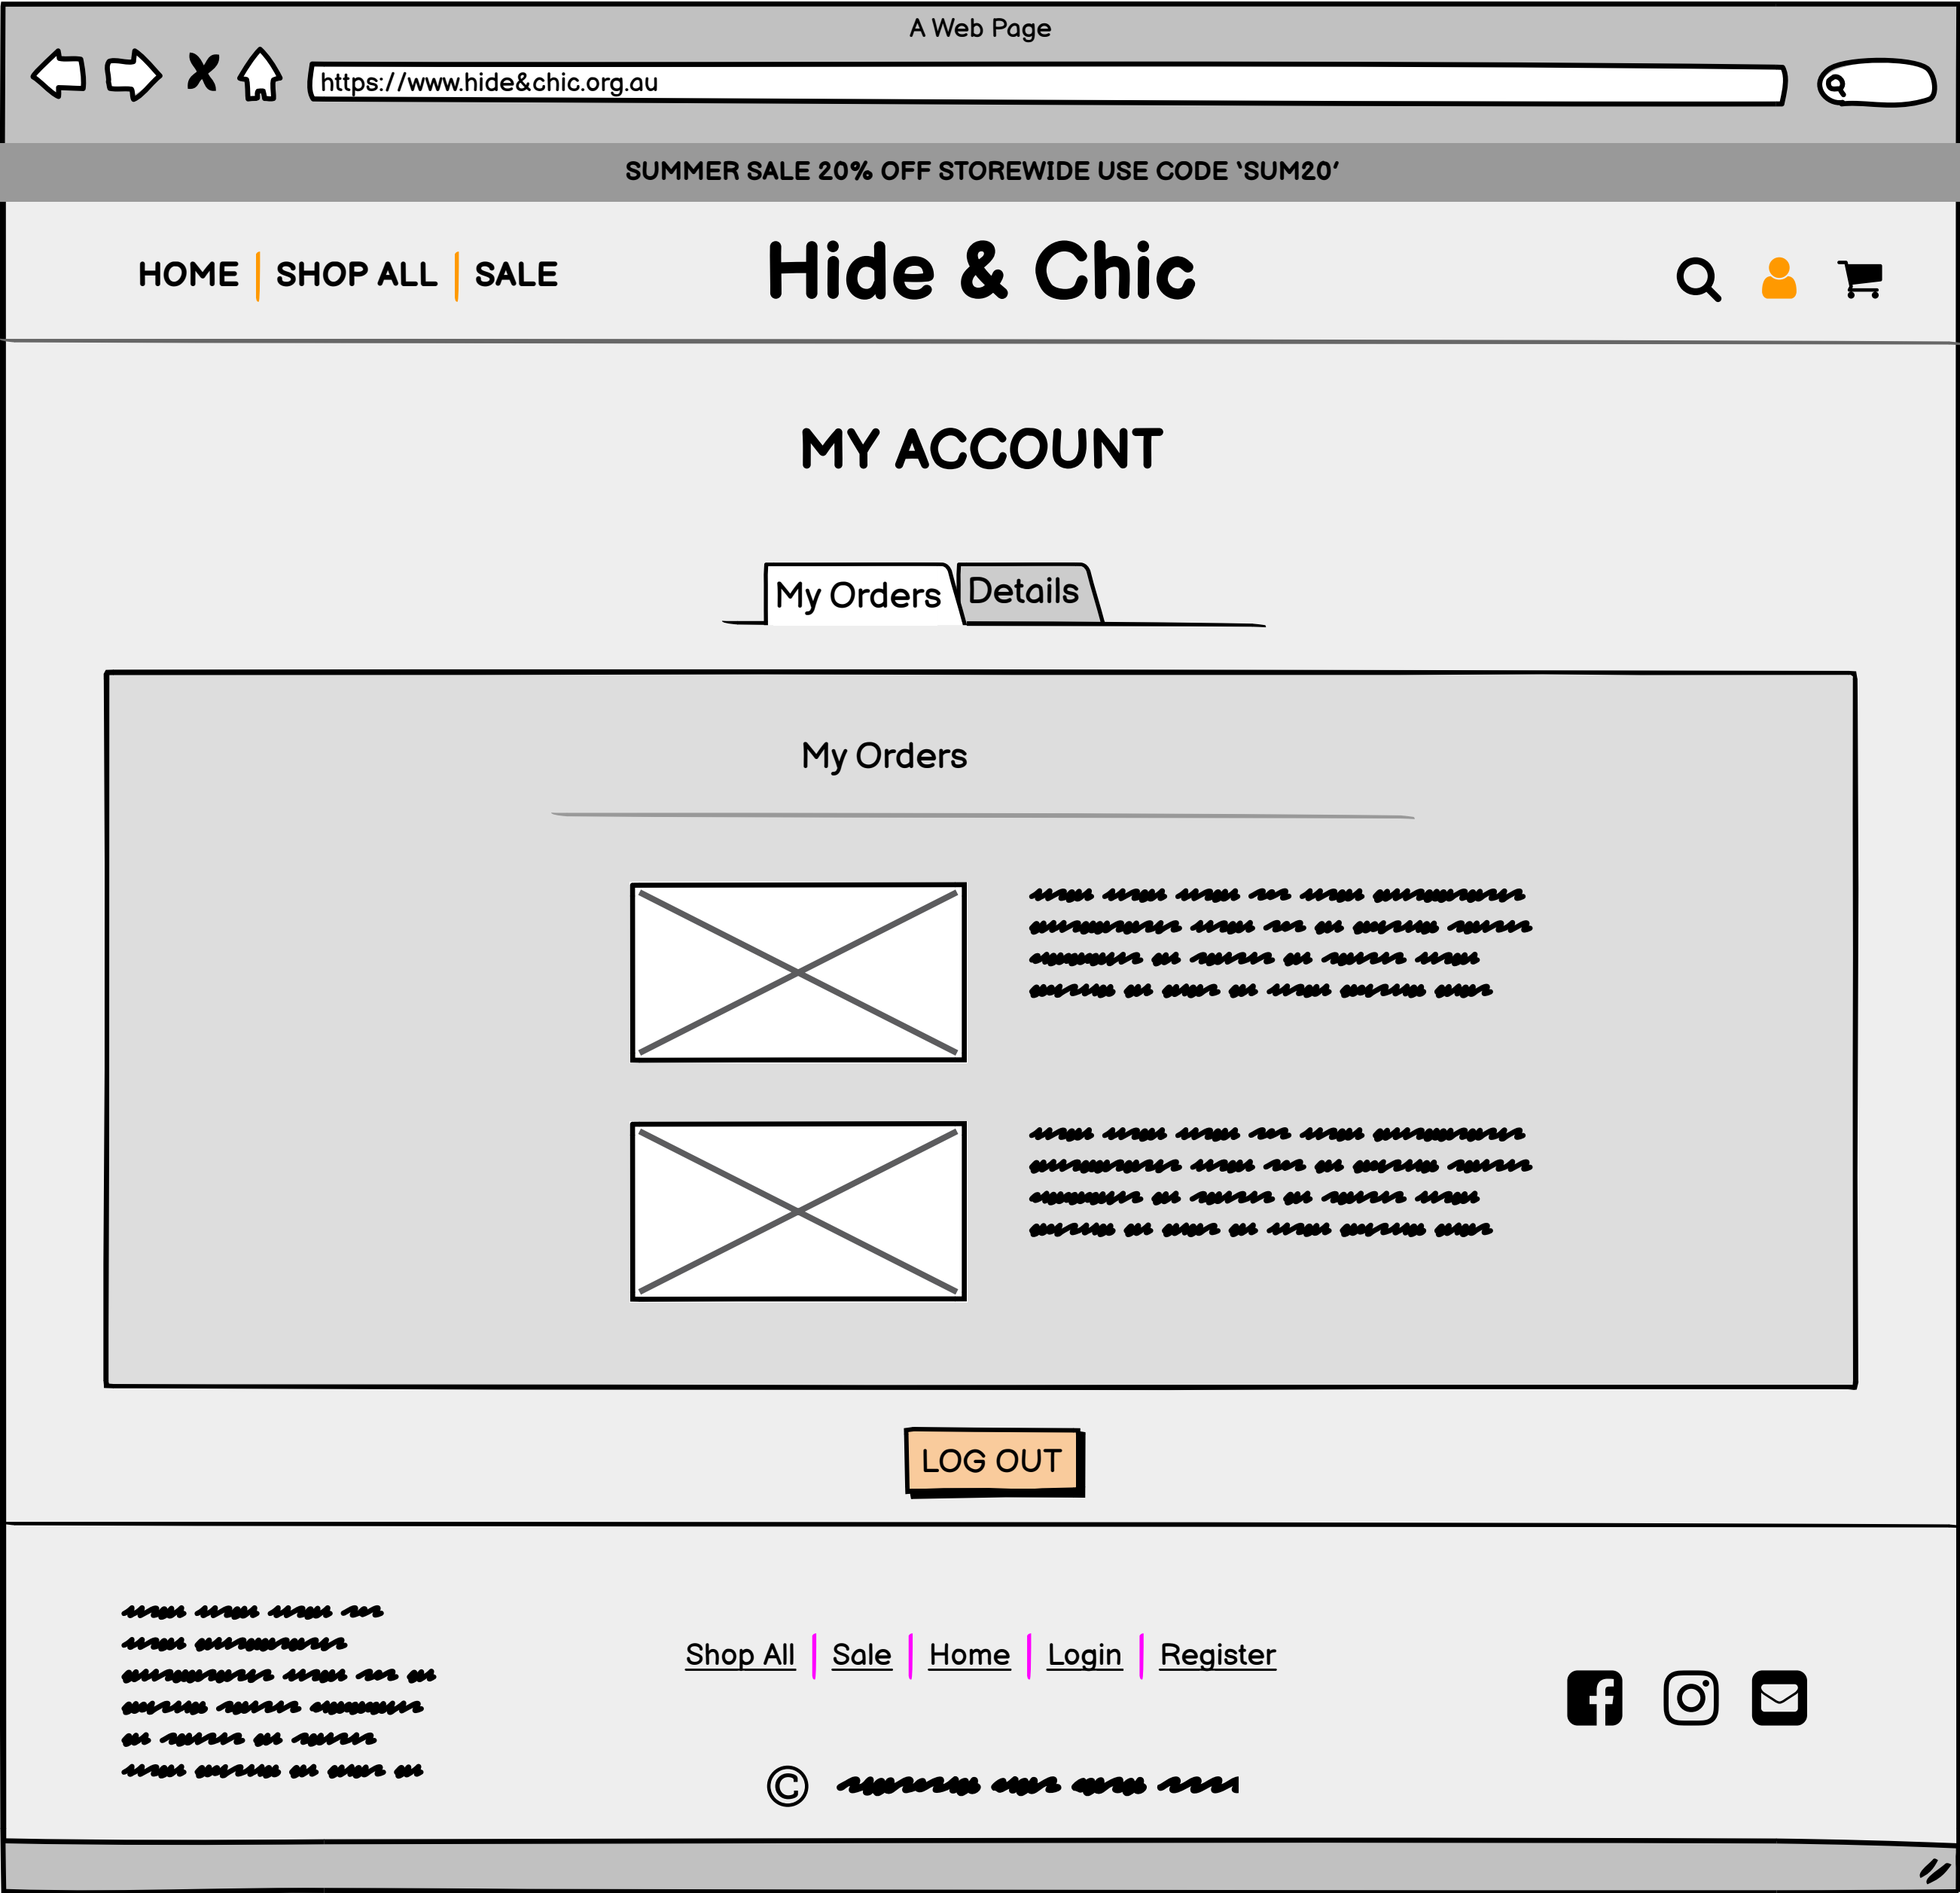 A Web Page
https://www.hide&chic.org.au
SUMMER SALE 20% OFF STOREWIDE USE CODE 'SUM20'
HOME SHOP ALL SALE
Hide & Chic
MY ACCOUNT
My Orders Details
My Orders
LOG OUT
Shop All Sale Home Login Register
©